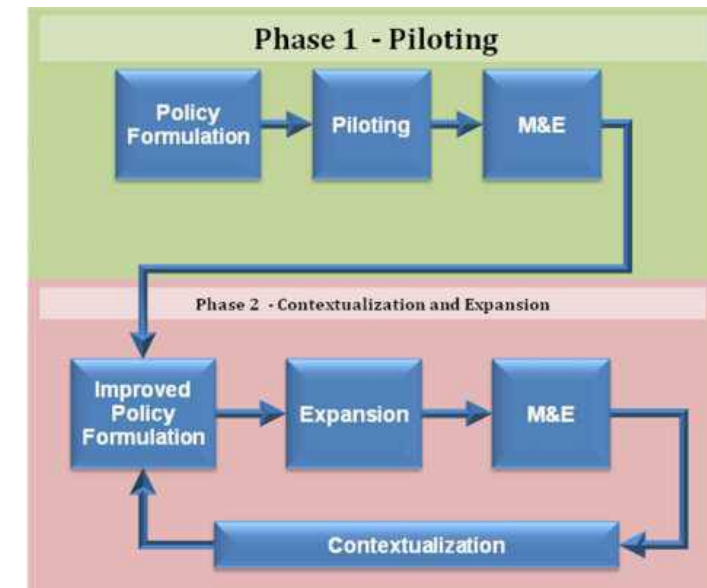 Phase 1 - Piloting
Policy
Formulation
Piloting
M&E
Phase 2 - Contextualization and Expansion
Improved
Policy
Formulation
Expansion
M&E
Contextualization